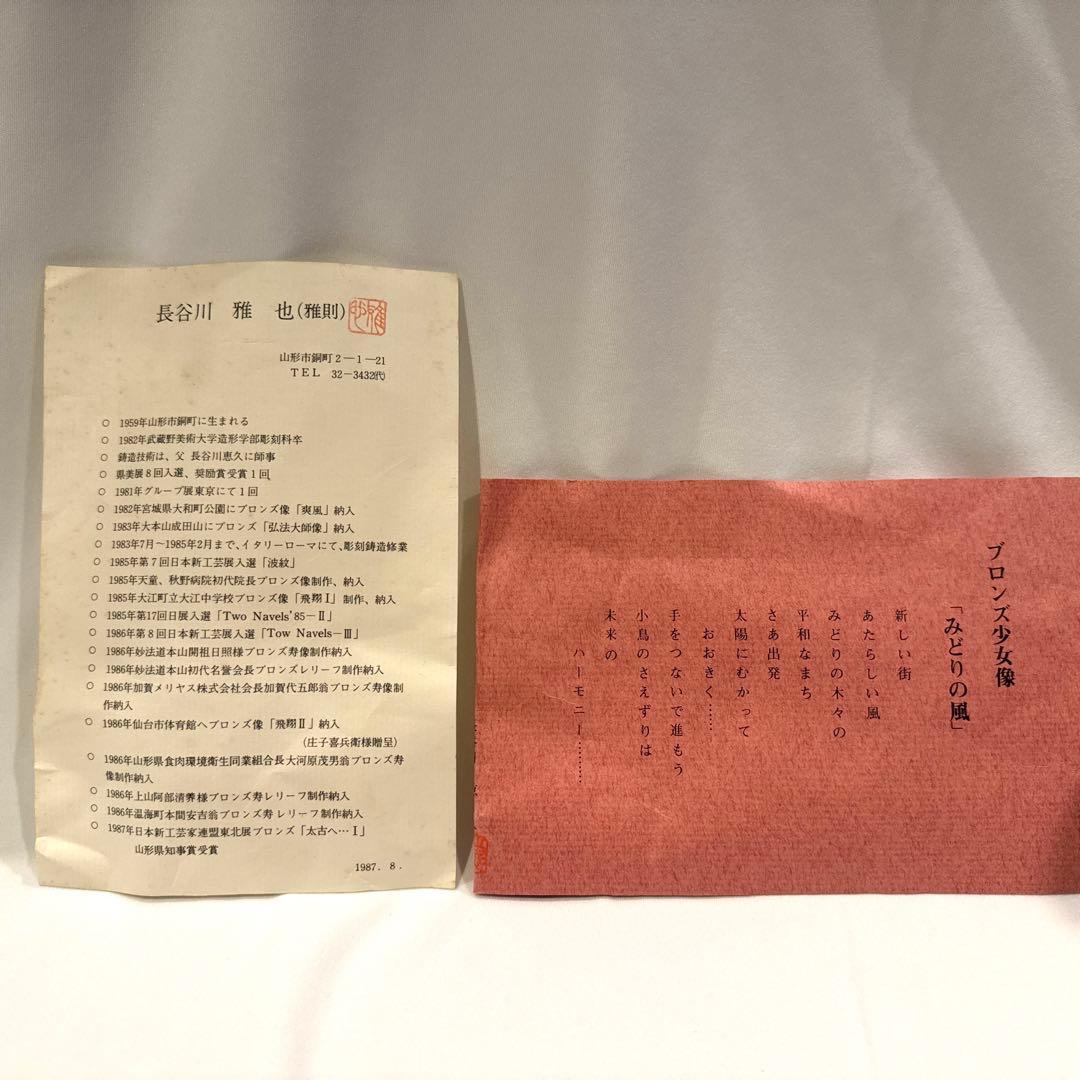 長谷川 雅 也(雅則)
山形市銅町2―1―21
TEL 32―3432㈹
○ 1959年山形市銅町に生まれる
○ 1982年武蔵野美術大学造形学部彫刻科卒
○ 鋳造技術は、父 長谷川恵久に師事
○ 県美展8回入選、奨励賞受賞1回
○ 1981年グループ展東京にて1回
○ 1982年宮城県大和町公園にブロンズ像「爽風」納入
○ 1983年大本山成田山にブロンズ「弘法大師像」納入
○ 1983年7月〜1985年2月まで、イタリーローマにて、彫刻鋳造修業
○ 1985年第7回日本新工芸展入選「波紋」
○ 1985年天童、秋野病院初代院長ブロンズ像制作、納入
○ 1985年大江町立大江中学校ブロンズ像「飛翔Ⅰ」制作、納入
○ 1985年第17回日展入選「Two Navels'85―Ⅱ」
○ 1986年第8回日本新工芸展入選「Tow Navels―Ⅲ」
○ 1986年妙法道本山開祖日照様ブロンズ寿像制作納入
○ 1986年妙法道本山初代名誉会長ブロンズレリーフ制作納入
○ 1986年加賀メリヤス株式会社会長加賀代五郎翁ブロンズ寿像制
作納入
○ 1986年仙台市体育館へブロンズ像「飛翔Ⅱ」納入
(庄子喜兵衛様贈呈)
○ 1986年山形県食肉環境衛生同業組合長大河原茂男翁ブロンズ寿
像制作納入
○ 1986年上山阿部清様ブロンズ寿レリーフ制作納入
○ 1986年温海町本間安吉翁ブロンズ寿レリーフ制作納入
○ 1987年日本新工芸家連盟東北展ブロンズ「太古へ…Ⅰ」
山形県知事賞受賞
1987. 8.
ブロンズ少女像
「みどりの風」
新しい街
あたらしい風
みどりの木々の
平和なまち
さあ出発
太陽にむかって
おおきく……
手をつないで進もう
小鳥のさえずりは
未来の
ハーモニー………